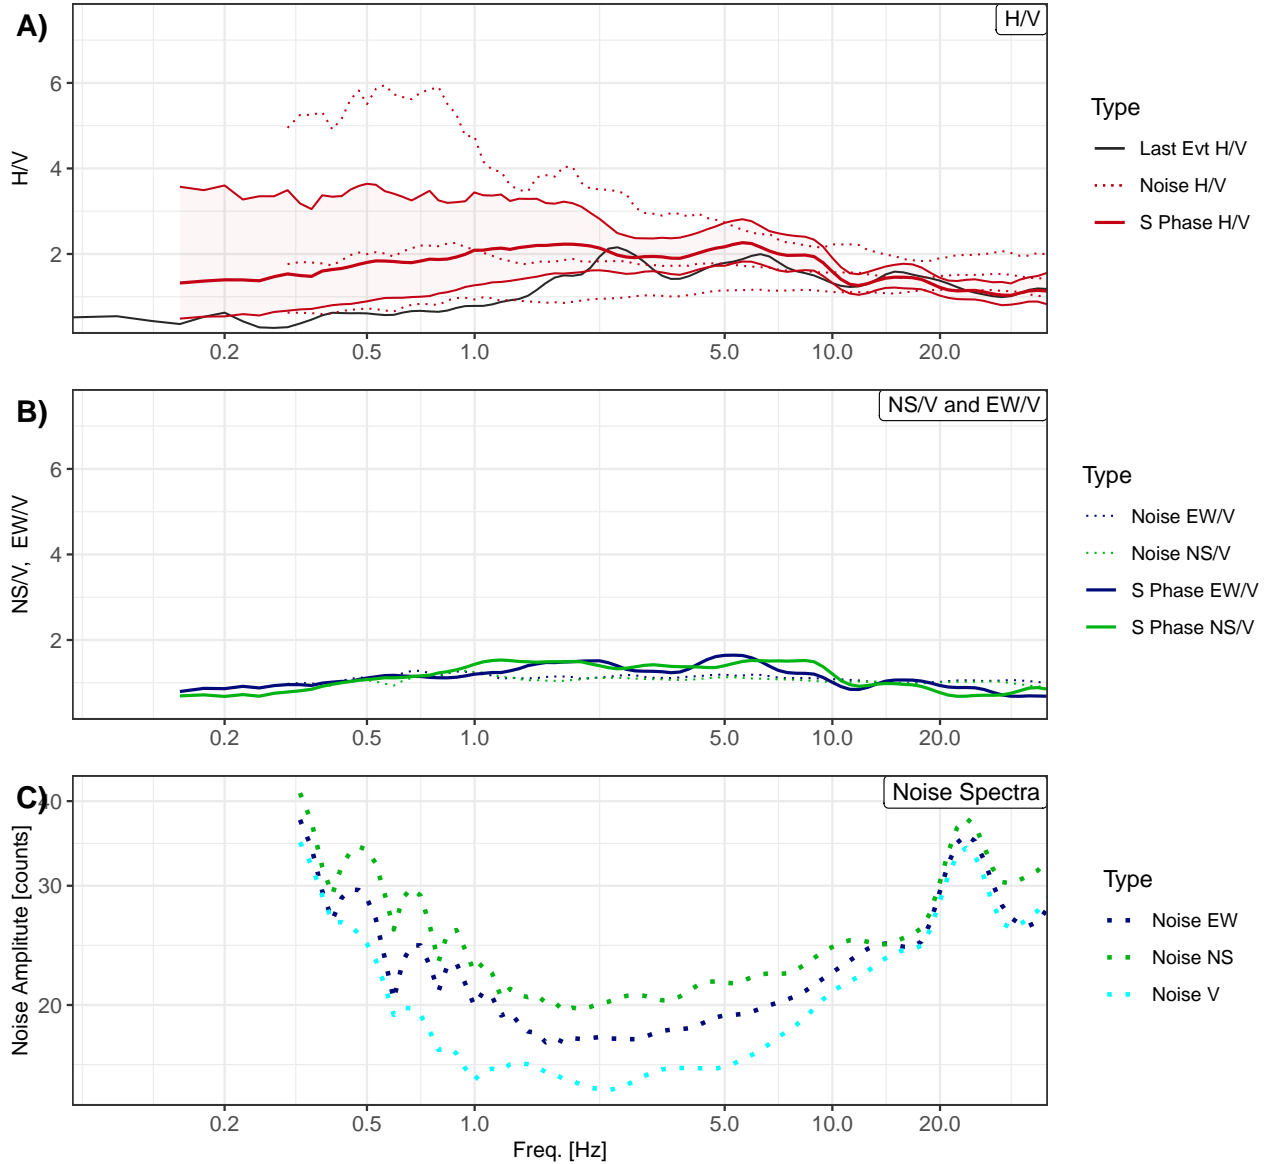 A)
H/V
6
4
2
H/V
0.2 0.5 1.0 5.0 10.0 20.0
Type
Last Evt H/V
Noise H/V
S Phase H/V
B)
NS/V and EW/V
6
4
2
NS/V, EW/V
0.2 0.5 1.0 5.0 10.0 20.0
Type
Noise EW/V
Noise NS/V
S Phase EW/V
S Phase NS/V
C)
Noise Spectra
40
30
20
Noise Amplitude [counts]
0.2 0.5 1.0 5.0 10.0 20.0
Freq. [Hz]
Type
Noise EW
Noise NS
Noise V